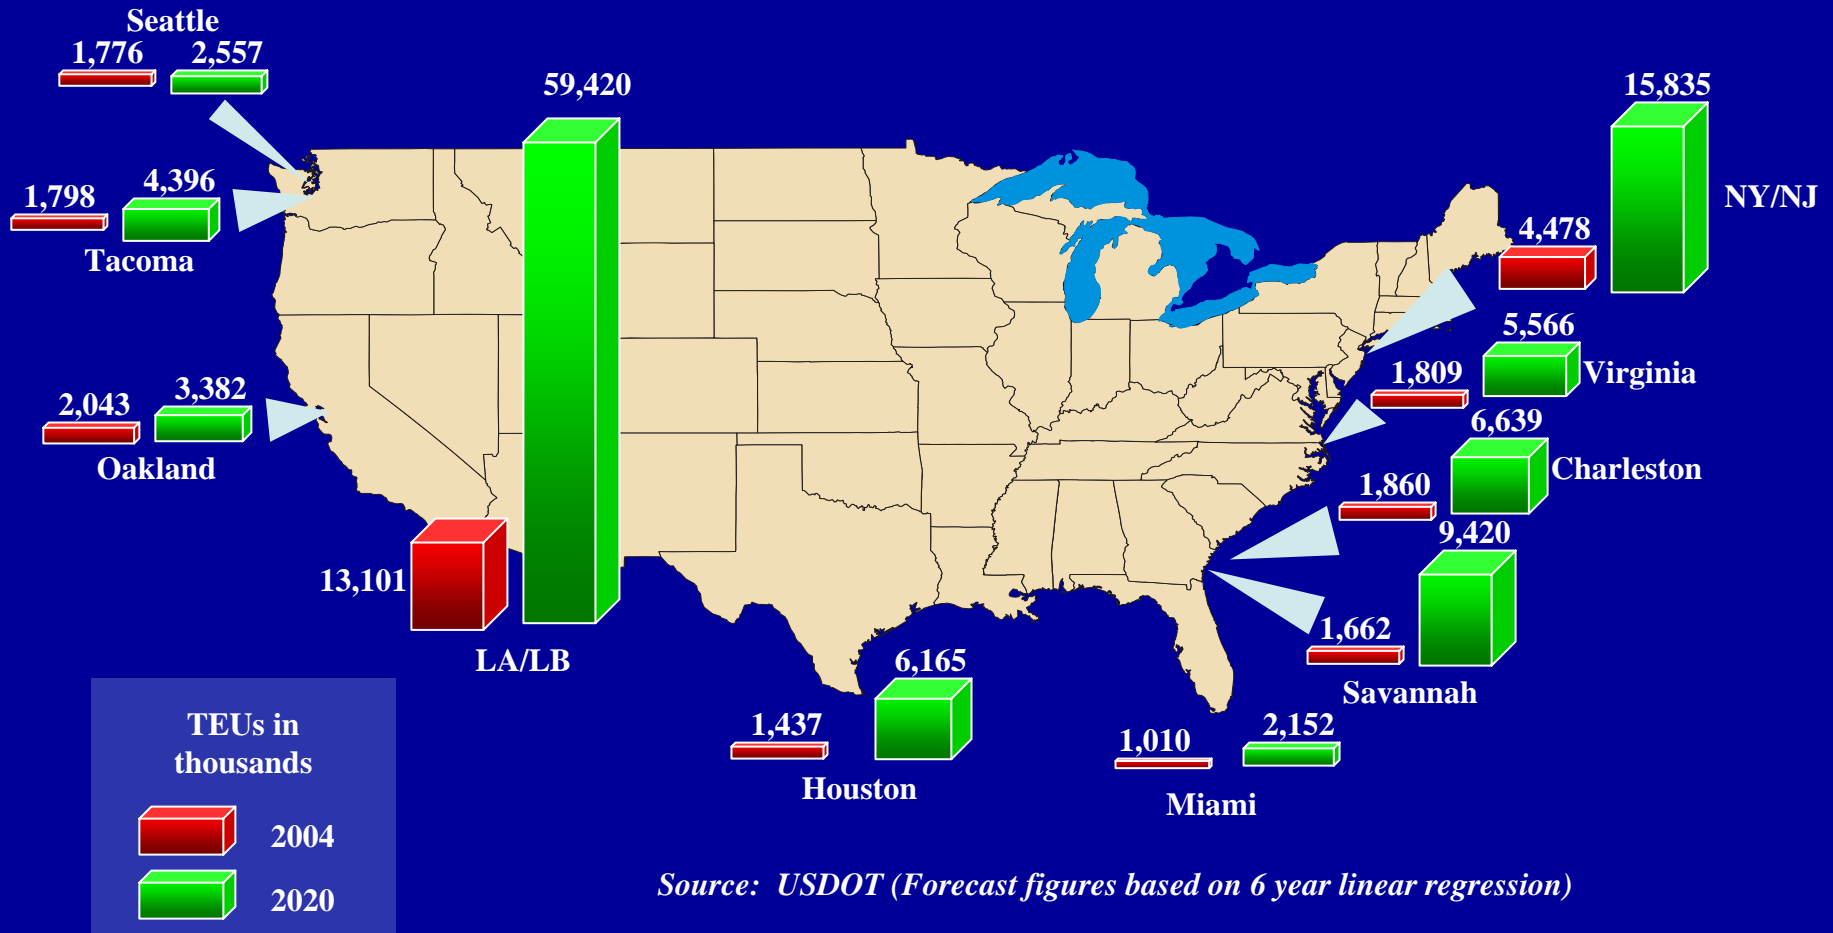 Seattle
1,776 2,557
59,420
15,835
1,798 4,396
Tacoma
NY/NJ
4,478
5,566
Virginia
1,809
2,043 3,382
Oakland
6,639
Charleston
1,860
9,420
13,101
LA/LB
1,662
Savannah
6,165
1,437
Houston
1,010 2,152
Miami
TEUs in
thousands
2004
2020
Source: USDOT (Forecast figures based on 6 year linear regression)